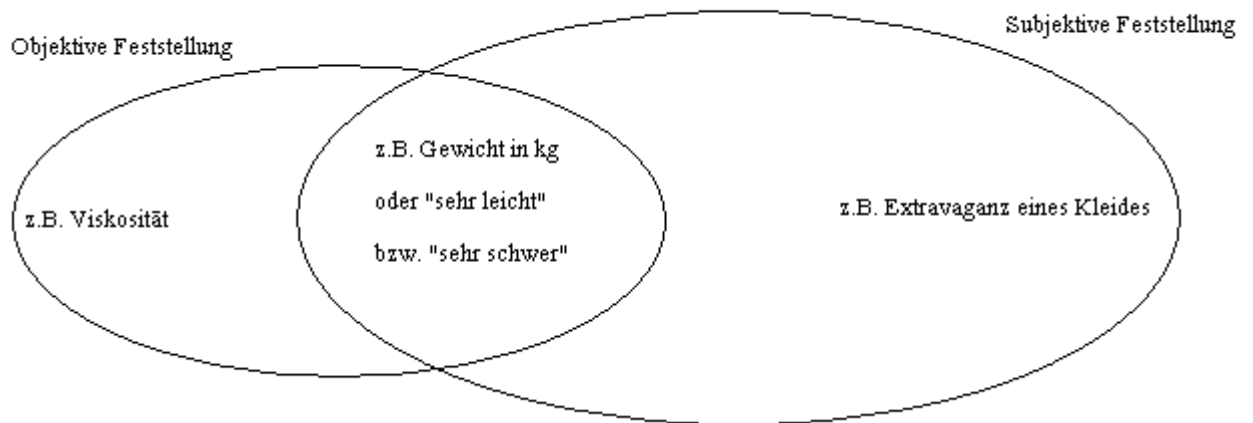 Objektive Feststellung
Subjektive Feststellung
z.B. Viskosität
z.B. Gewicht in kg
oder "sehr leicht"
bzw. "sehr schwer"
z.B. Extravaganz eines Kleides